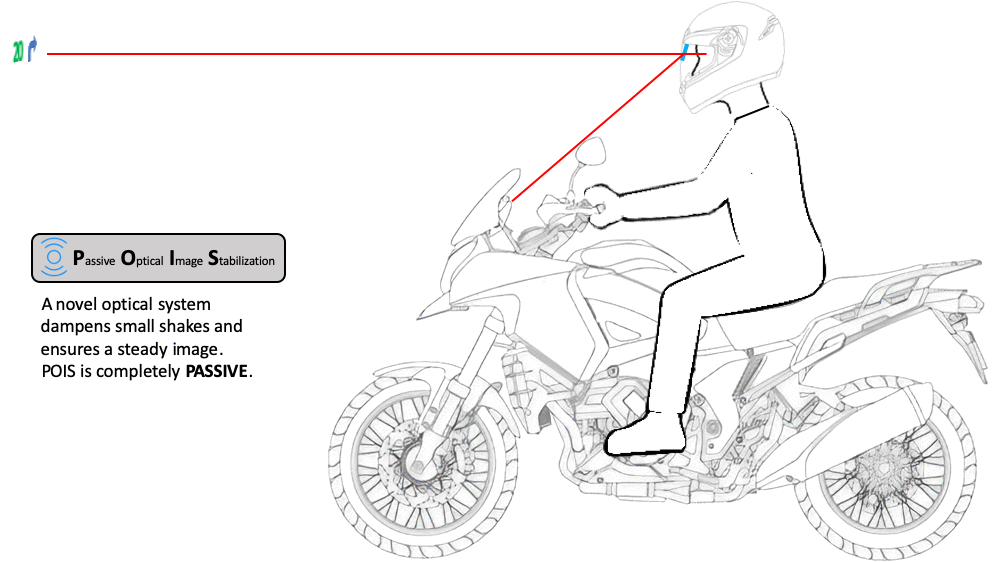 20
Passive Optical Image Stabilization
A novel optical system
dampens small shakes and
ensures a steady image.
POIS is completely PASSIVE.